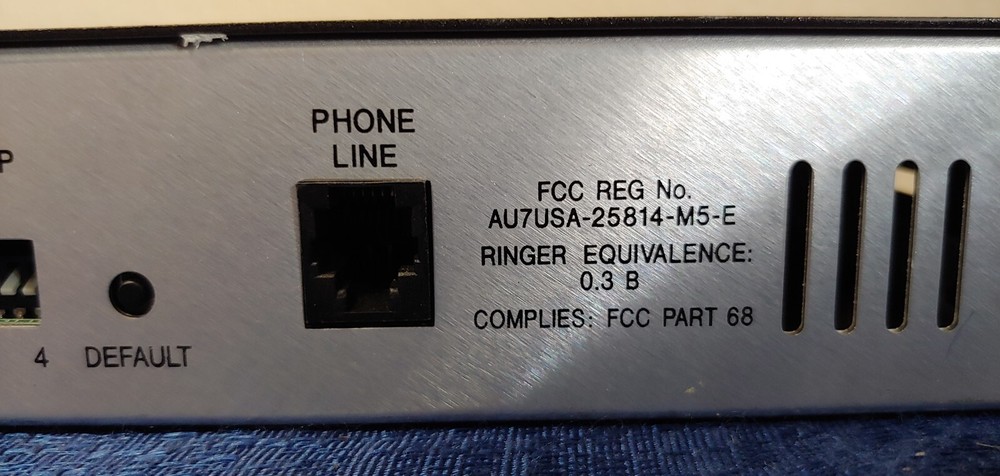 P
PHONE
LINE
FCC REG No.
AU7USA-25814-M5-E
RINGER EQUIVALENCE:
0.3 B
COMPLIES: FCC PART 68
4 DEFAULT